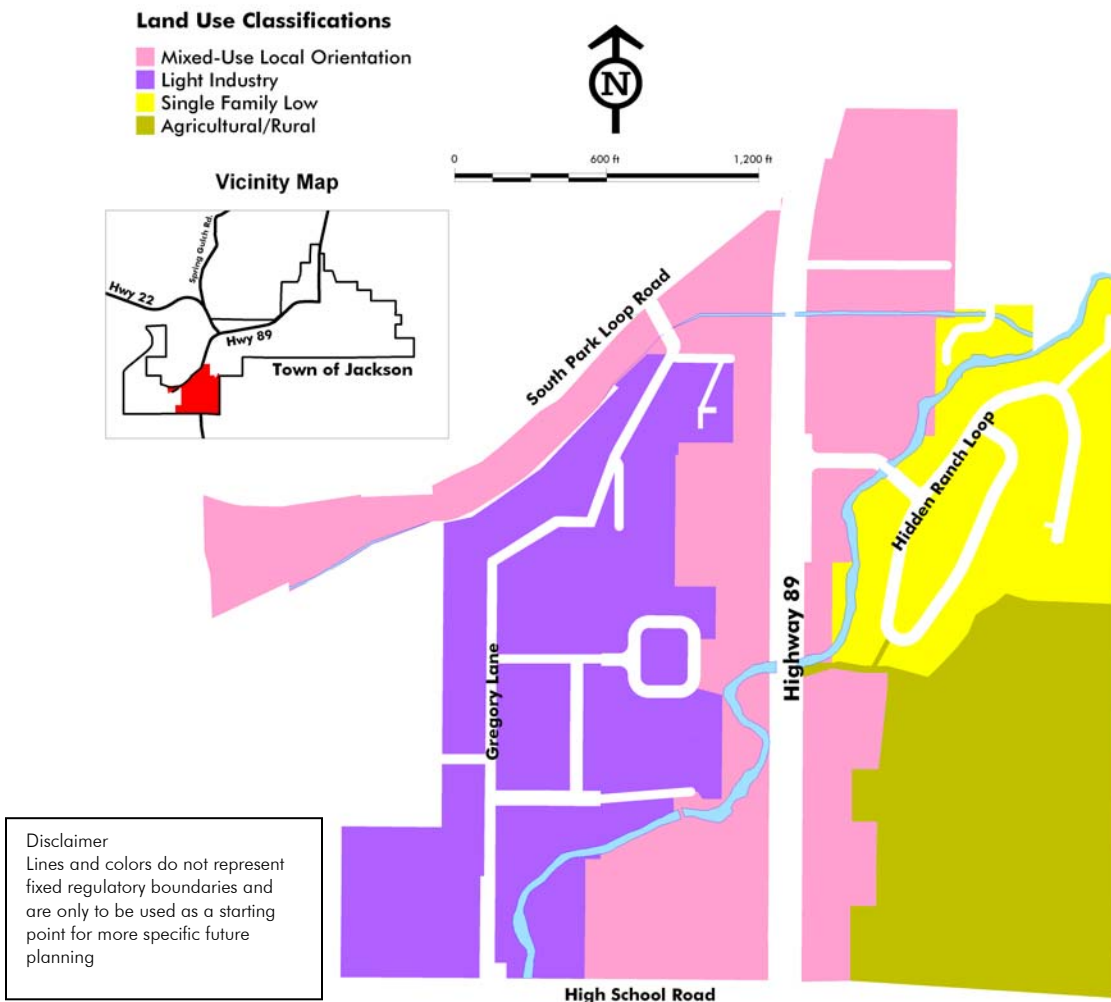 Land Use Classifications
Mixed-Use Local Orientation
Light Industry
Single Family Low
Agricultural/Rural
N
0 600 ft 1,200 ft
Vicinity Map
Spring Gulch Rd.
Hwy 22
Hwy 89
Town of Jackson
South Park Loop Road
Hidden Ranch Loop
Highway 89
Gregory Lane
Disclaimer
Lines and colors do not represent
fixed regulatory boundaries and
are only to be used as a starting
point for more specific future
planning
High School Road